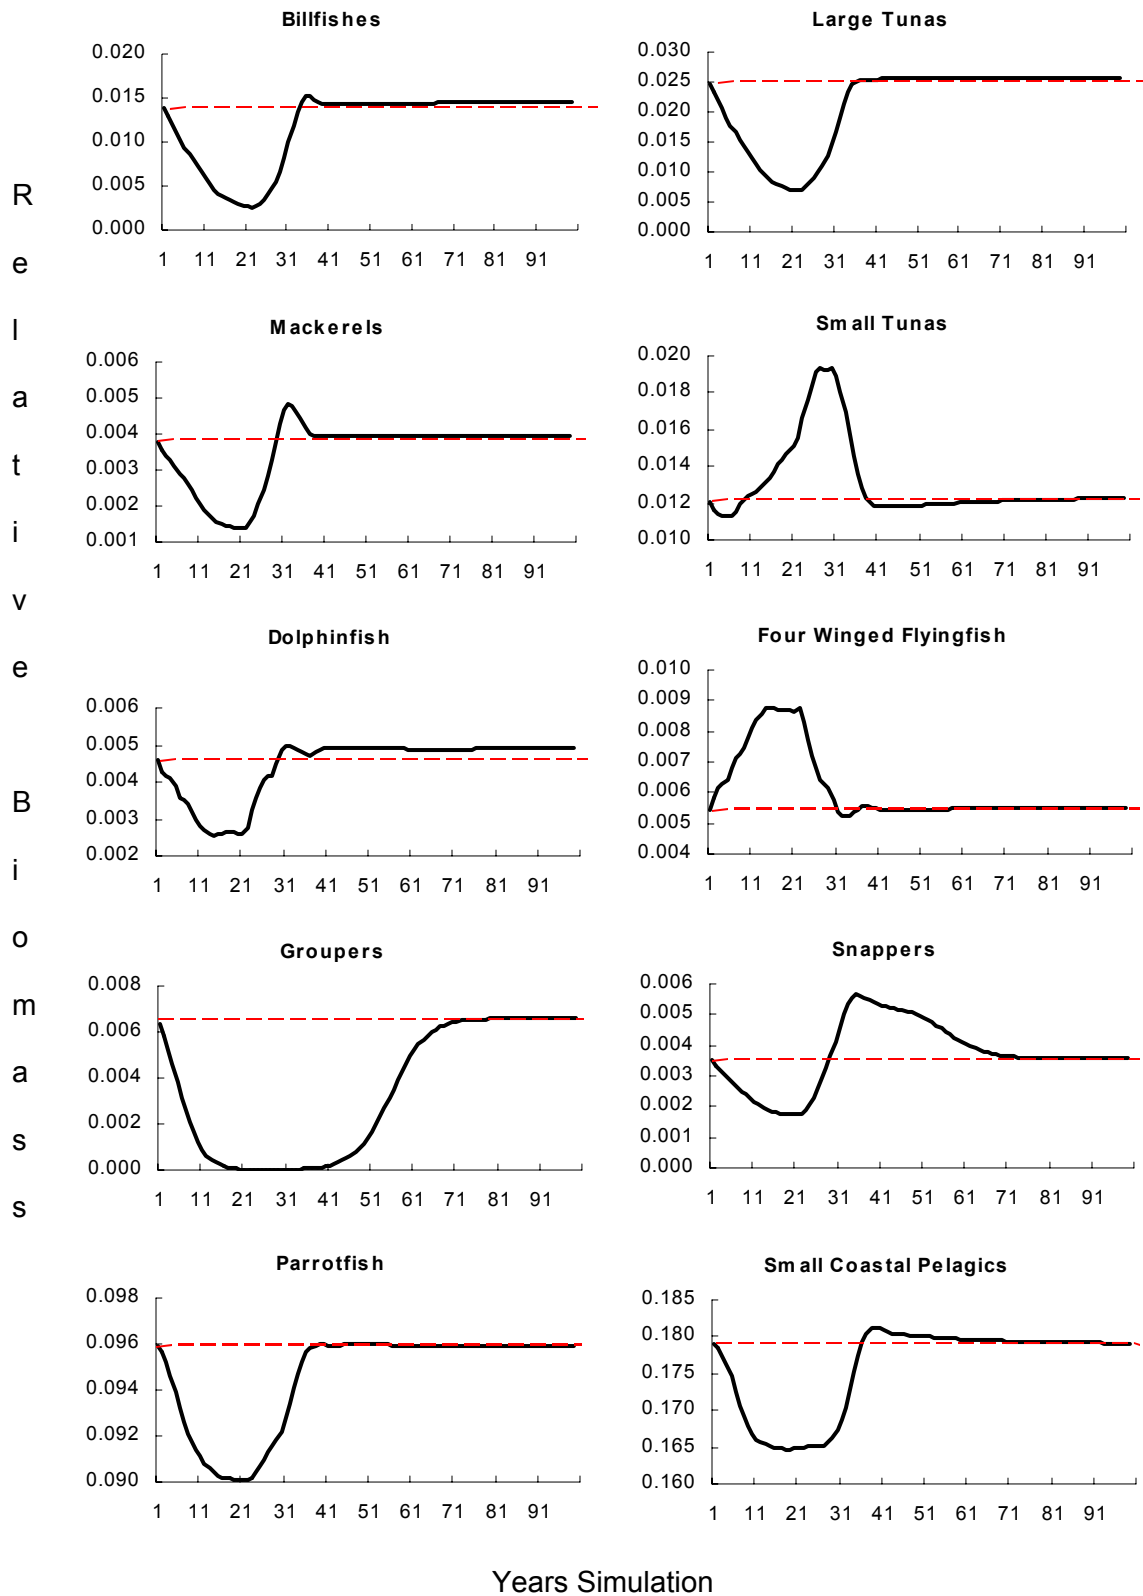 Relative Biomass
Billfishes
0.020
0.015
0.010
0.005
0.000
1 11 21 31 41 51 61 71 81 91
Large Tunas
0.030
0.025
0.020
0.015
0.010
0.005
0.000
1 11 21 31 41 51 61 71 81 91
Mackerels
0.006
0.005
0.004
0.003
0.002
0.001
1 11 21 31 41 51 61 71 81 91
Small Tunas
0.020
0.018
0.016
0.014
0.012
0.010
1 11 21 31 41 51 61 71 81 91
Dolphinfish
0.006
0.005
0.004
0.003
0.002
1 11 21 31 41 51 61 71 81 91
Four Winged Flyingfish
0.010
0.009
0.008
0.007
0.006
0.005
0.004
1 11 21 31 41 51 61 71 81 91
Groupers
0.008
0.006
0.004
0.002
0.000
1 11 21 31 41 51 61 71 81 91
Snappers
0.006
0.005
0.004
0.003
0.002
0.001
0.000
1 11 21 31 41 51 61 71 81 91
Parrotfish
0.098
0.096
0.094
0.092
0.090
1 11 21 31 41 51 61 71 81 91
Small Coastal Pelagics
0.185
0.180
0.175
0.170
0.165
0.160
1 11 21 31 41 51 61 71 81 91
Years Simulation